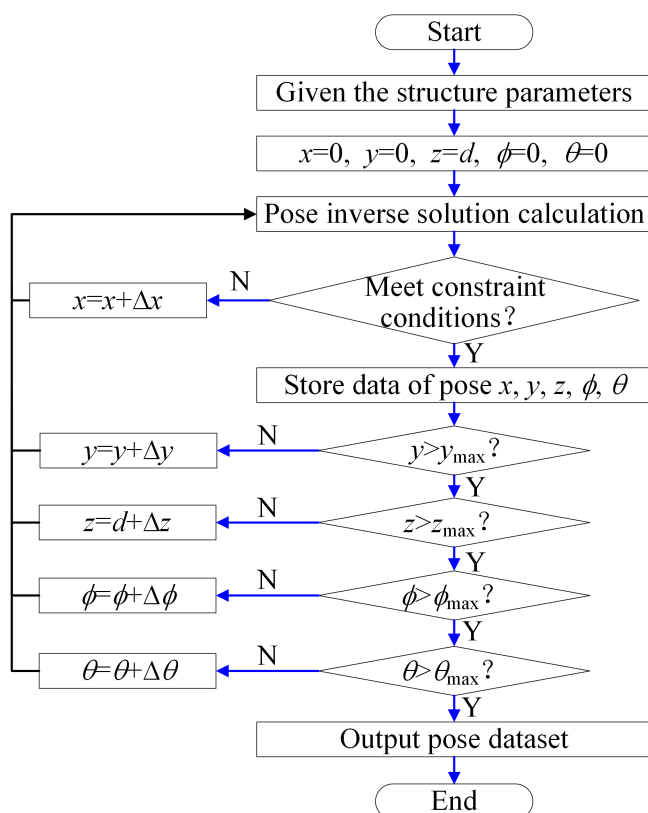 Start
Given the structure parameters
x=0, y=0, z=d, ϕ=0, θ=0
Pose inverse solution calculation
N
x=x+Δx
Meet constraint
conditions?
Y
Store data of pose x, y, z, ϕ, θ
N
y=y+Δy
y>ymax?
Y
N
z=d+Δz
z>zmax?
Y
N
ϕ=ϕ+Δϕ
ϕ>ϕmax?
Y
N
θ=θ+Δθ
θ>θmax?
Y
Output pose dataset
End